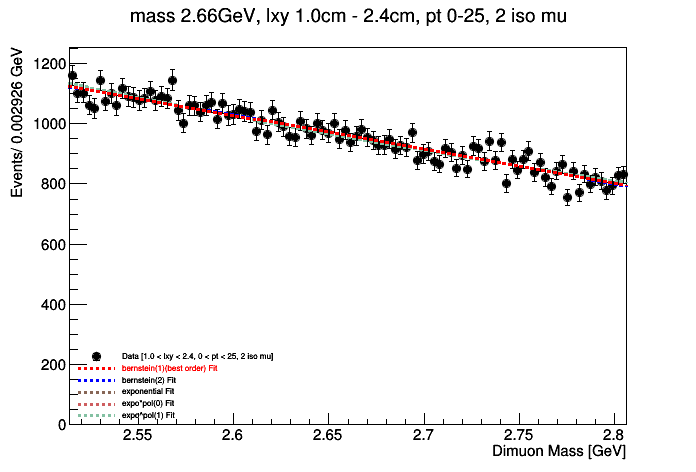 mass 2.66GeV, lxy 1.0cm - 2.4cm, pt 0-25, 2 iso mu
Events/ 0.002926 GeV
1200
1000
800
600
400
200
0
Data [1.0 < lxy < 2.4, 0 < pt < 25, 2 iso mu]
bernstein(1)(best order) Fit
bernstein(2) Fit
exponential Fit
expo*pol(0) Fit
expo*pol(1) Fit
2.55 2.6 2.65 2.7 2.75 2.8
Dimuon Mass [GeV]